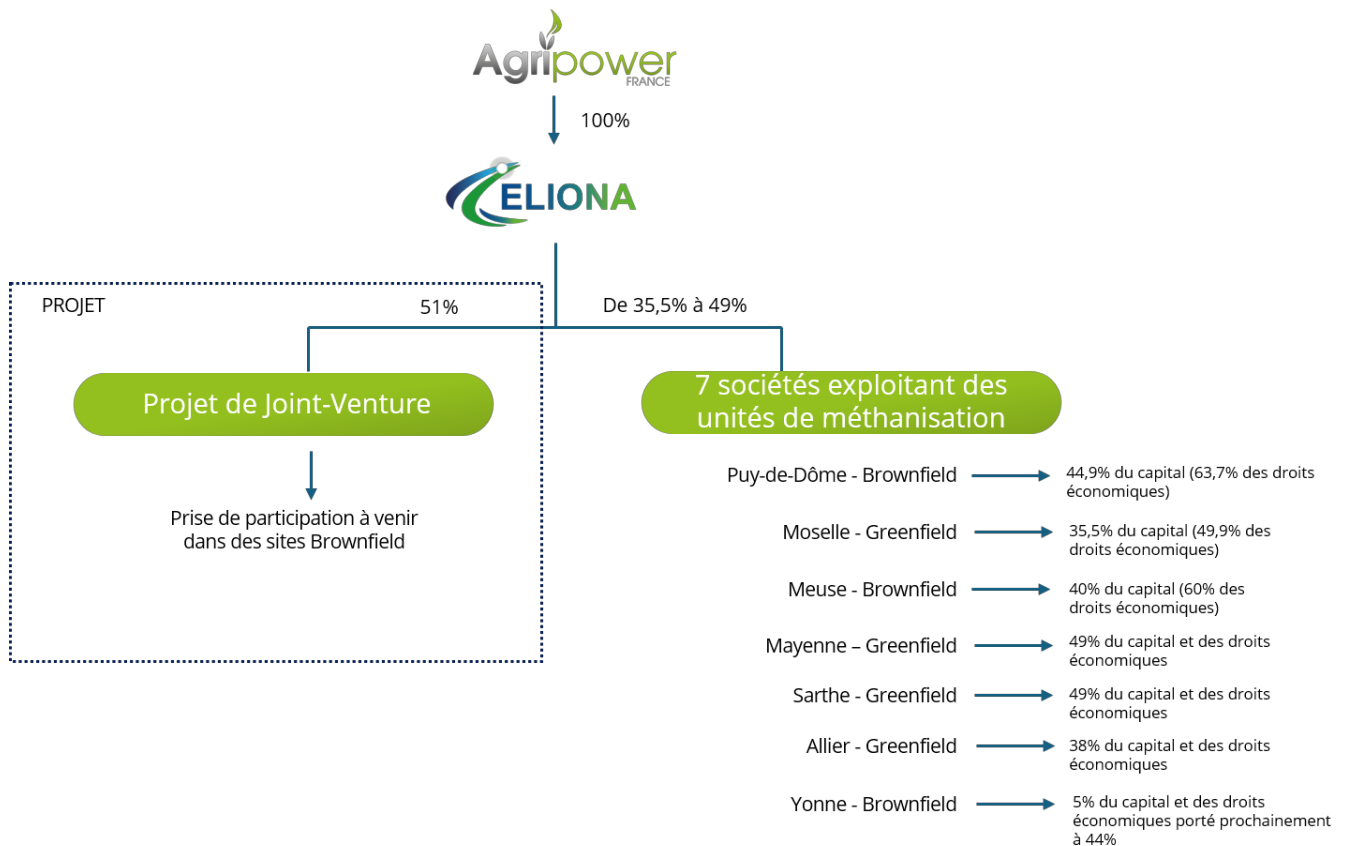 Agripower
FRANCE
100%
ELIONA
PROJET
51%
De 35,5% à 49%
Projet de Joint-Venture
7 sociétés exploitant des
unités de méthanisation
Prise de participation à venir
dans des sites Brownfield
Puy-de-Dôme - Brownfield
44,9% du capital (63,7% des droits
économiques)
Moselle - Greenfield
35,5% du capital (49,9% des
droits économiques)
Meuse - Brownfield
40% du capital (60% des
droits économiques)
Mayenne – Greenfield
49% du capital et des droits
économiques
Sarthe - Greenfield
49% du capital et des droits
économiques
Allier - Greenfield
38% du capital et des droits
économiques
Yonne - Brownfield
5% du capital et des droits
économiques porté prochainement
à 44%